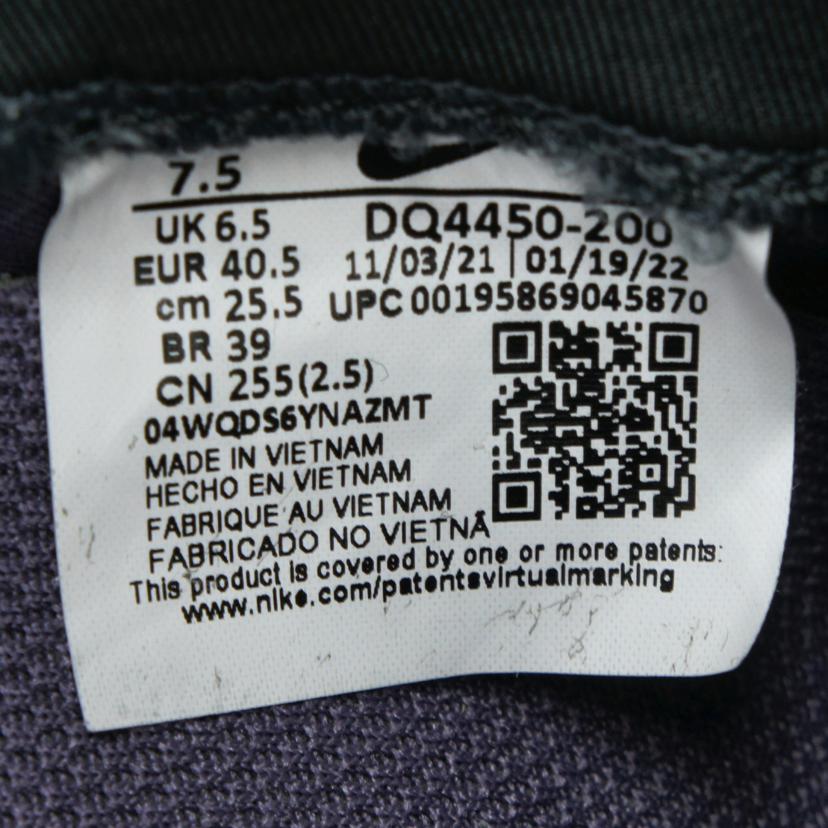 7.5
UK 6.5 DQ4450-200
EUR 40.5 11/03/21 | 01/19/22
cm 25.5 UPC 00195869045870
BR 39
CN 255(2.5)
04WQDS6YNAZMT
MADE IN VIETNAM
HECHO EN VIETNAM
FABRIQUE AU VIETNAM
FABRICADO NO VIETNÃ
This product is covered by one or more patents:
www.nike.com/patentsvirtualmarking